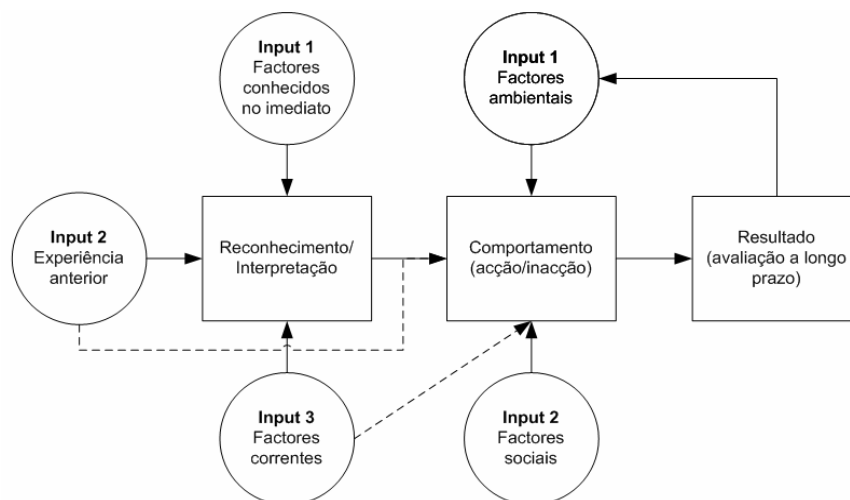 Input 1
Factores
conhecidos
no imediato
Input 1
Factores
ambientais
Input 2
Experiência
anterior
Reconhecimento/
Interpretação
Comportamento
(acção/inacção)
Resultado
(avaliação a longo
prazo)
Input 3
Factores
correntes
Input 2
Factores
sociais